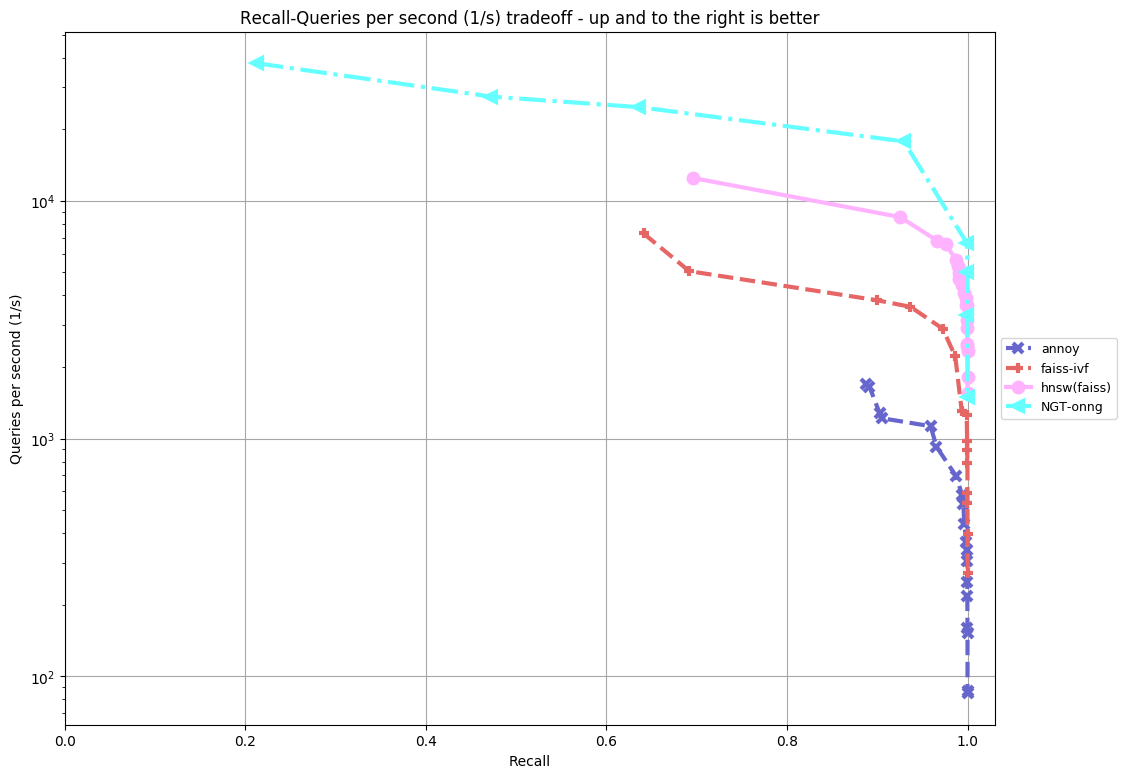 Recall-Queries per second (1/s) tradeoff - up and to the right is better
Queries per second (1/s)
10^4
10^3
10^2
0.0 0.2 0.4 0.6 0.8 1.0
Recall
annoy
faiss-ivf
hnsw(faiss)
NGT-onng